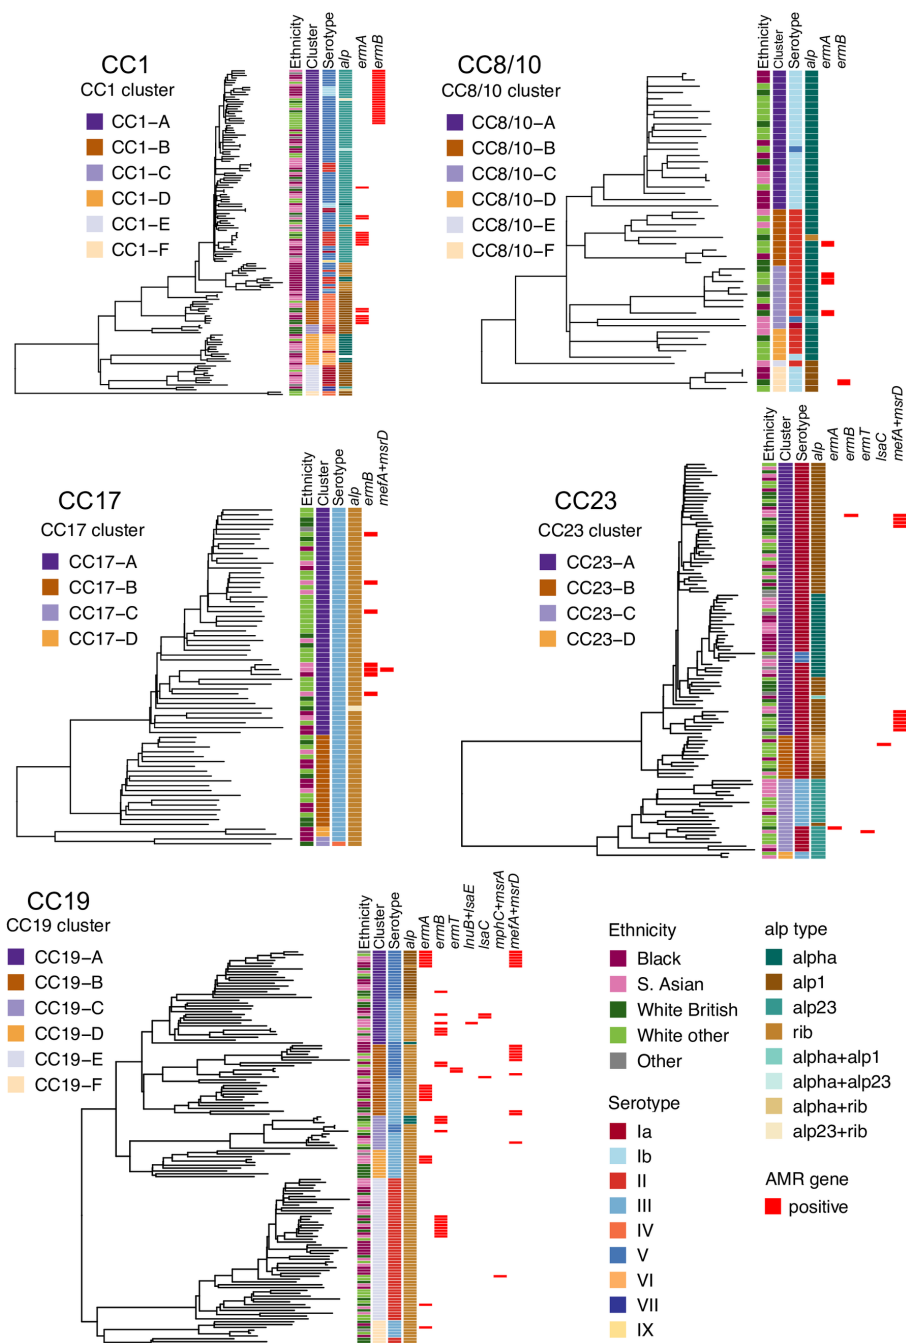 CC1
CC1 cluster
CC1−A
CC1−B
CC1−C
CC1−D
CC1−E
CC1−F
Ethnicity
Cluster
Serotype
alp
ermA
ermB
CC8/10
CC8/10 cluster
CC8/10−A
CC8/10−B
CC8/10−C
CC8/10−D
CC8/10−E
CC8/10−F
Ethnicity
Cluster
Serotype
alp
ermA
ermB
CC17
CC17 cluster
CC17−A
CC17−B
CC17−C
CC17−D
Ethnicity
Cluster
Serotype
alp
ermB
mefA+msrD
CC23
CC23 cluster
CC23−A
CC23−B
CC23−C
CC23−D
Ethnicity
Cluster
Serotype
alp
ermA
ermB
ermT
lsaC
mefA+msrD
CC19
CC19 cluster
CC19−A
CC19−B
CC19−C
CC19−D
CC19−E
CC19−F
Ethnicity
Cluster
Serotype
alp
ermA
ermB
ermT
lnuB+lsaE
lsaC
mphC+msrA
mefA+msrD
Ethnicity
Black
S. Asian
White British
White other
Other
Serotype
Ia
Ib
II
III
IV
V
VI
VII
IX
alp type
alpha
alp1
alp23
rib
alpha+alp1
alpha+alp23
alpha+rib
alp23+rib
AMR gene
positive